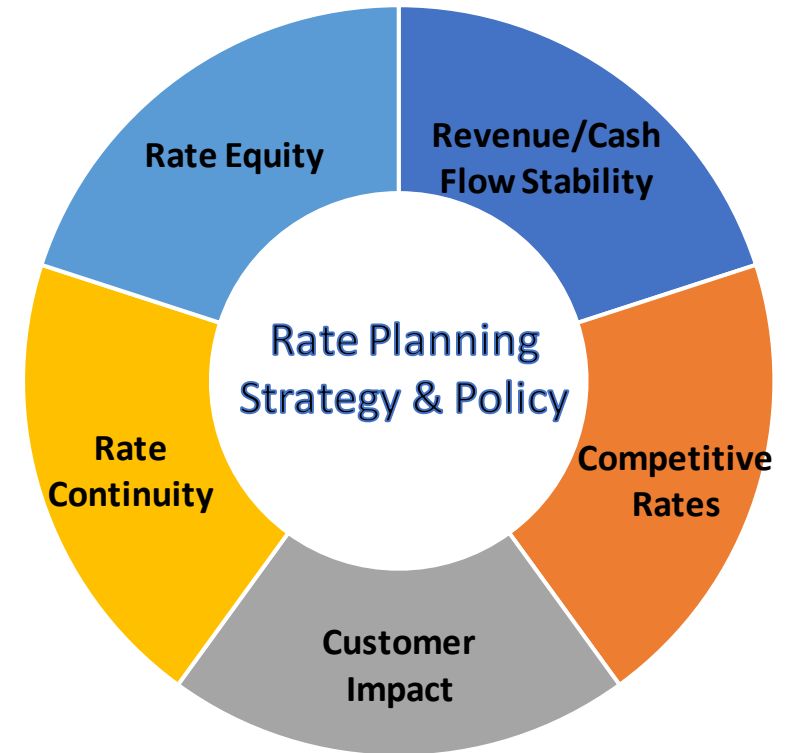 Rate Equity
Revenue/Cash
Flow Stability
Rate Planning
Strategy & Policy
Rate
Continuity
Competitive
Rates
Customer
Impact